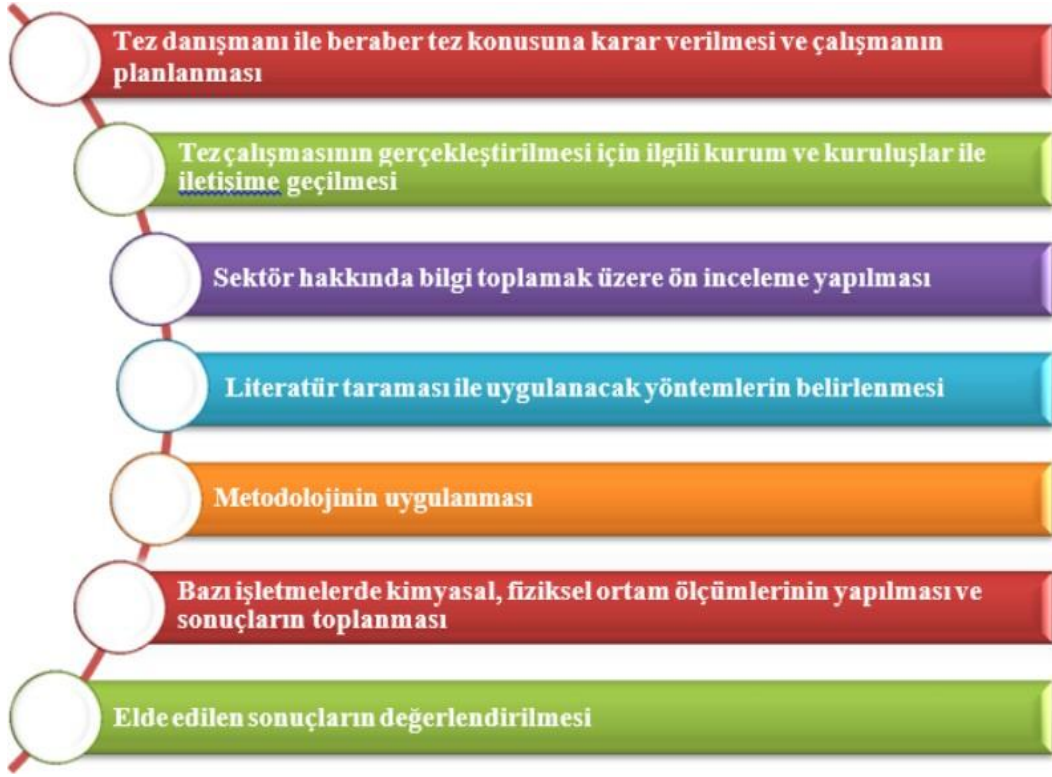 Tez danışmanı ile beraber tez konusuna karar verilmesi ve çalışmanın
planlanması
Tez çalışmasının gerçekleştirilmesi için ilgili kurum ve kuruluşlar ile
iletişime geçilmesi
Sektör hakkında bilgi toplamak üzere ön inceleme yapılması
Literatür taraması ile uygulanacak yöntemlerin belirlenmesi
Metodolojinin uygulanması
Bazı işletmelerde kimyasal, fiziksel ortam ölçümlerinin yapılması ve
sonuçların toplanması
Elde edilen sonuçların değerlendirilmesi